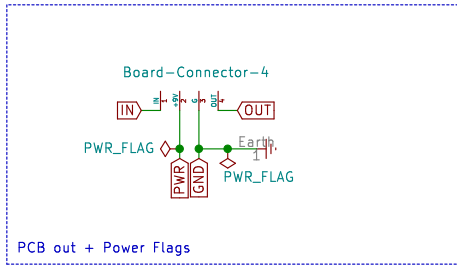 Board-Connector-4
IN +9V G OUT
1 2 3 4
IN OUT
Earth
1
PWR_FLAG
PWR GND
PWR_FLAG
PCB out + Power Flags